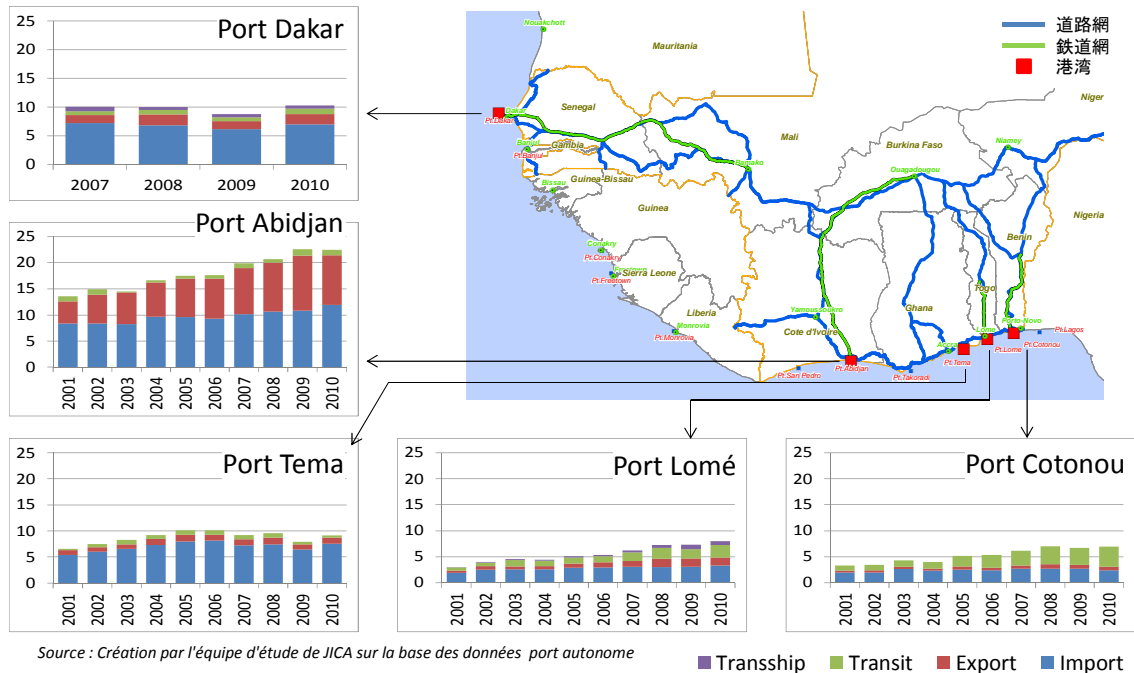 Port Dakar
25
20
15
10
5
0
2007 2008 2009 2010
Port Abidjan
25
20
15
10
5
0
2001 2002 2003 2004 2005 2006 2007 2008 2009 2010
Port Tema
25
20
15
10
5
0
2001 2002 2003 2004 2005 2006 2007 2008 2009 2010
道路網
鉄道網
港湾
Nouakchott
Mauritania
Niger
Senegal
Dakar
Pt.Dakar
Mali
Banjul
Gambia
Pt.Banjul
Burkina Faso
Niamey
Bamako
Ouagadougou
Bissau
Guinea-Bissau
Guinea
Nigeria
Benin
Conakry
Pt.Conakry
Freetown
Sierra Leone
Pt.Freetown
Togo
Ghana
Liberia
Yamoussoukro
Monrovia
Pt.Monrovia
Cote d'Ivoire
Porto-Novo
Lome
Pt.Lagos
Accra
Pt.Lome
Pt.Cotonou
Pt.Tema
Pt.Abidjan
Pt.San Pedro
Pt.Takoradi
Port Lomé
25
20
15
10
5
0
2001 2002 2003 2004 2005 2006 2007 2008 2009 2010
Port Cotonou
25
20
15
10
5
0
2001 2002 2003 2004 2005 2006 2007 2008 2009 2010
Source : Création par l'équipe d'étude de JICA sur la base des données port autonome
Transship Transit Export Import